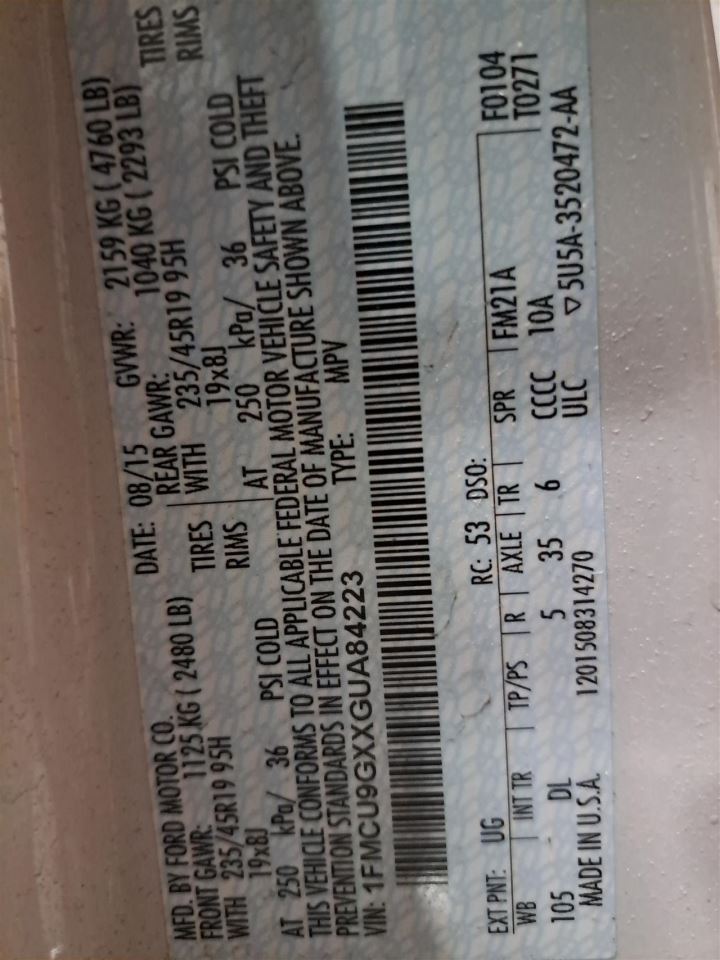 MFD. BY FORD MOTOR CO.
DATE: 08/15 GVWR: 2159 KG ( 4760 LB)
FRONT GAWR: 1125 KG ( 2480 LB)
REAR GAWR: 1040 KG ( 2293 LB)
WITH 235/45R19 95H TIRES
WITH 235/45R19 95H TIRES
19x8J RIMS
19x8J RIMS
AT 250 kPa/ 36 PSI COLD
AT 250 kPa/ 36 PSI COLD
THIS VEHICLE CONFORMS TO ALL APPLICABLE FEDERAL MOTOR VEHICLE SAFETY AND THEFT
PREVENTION STANDARDS IN EFFECT ON THE DATE OF MANUFACTURE SHOWN ABOVE.
VIN: 1FMCU9GXXGUA84223 TYPE: MPV
F0104
EXT PNT: UG RC: 53 DSO: T0271
WB INT TR TP/PS R AXLE TR SPR FM21A
105 DL 5 35 6 CCCC 10A
ULC
MADE IN U.S.A. 1201508314270 ▽5U5A-3520472-AA